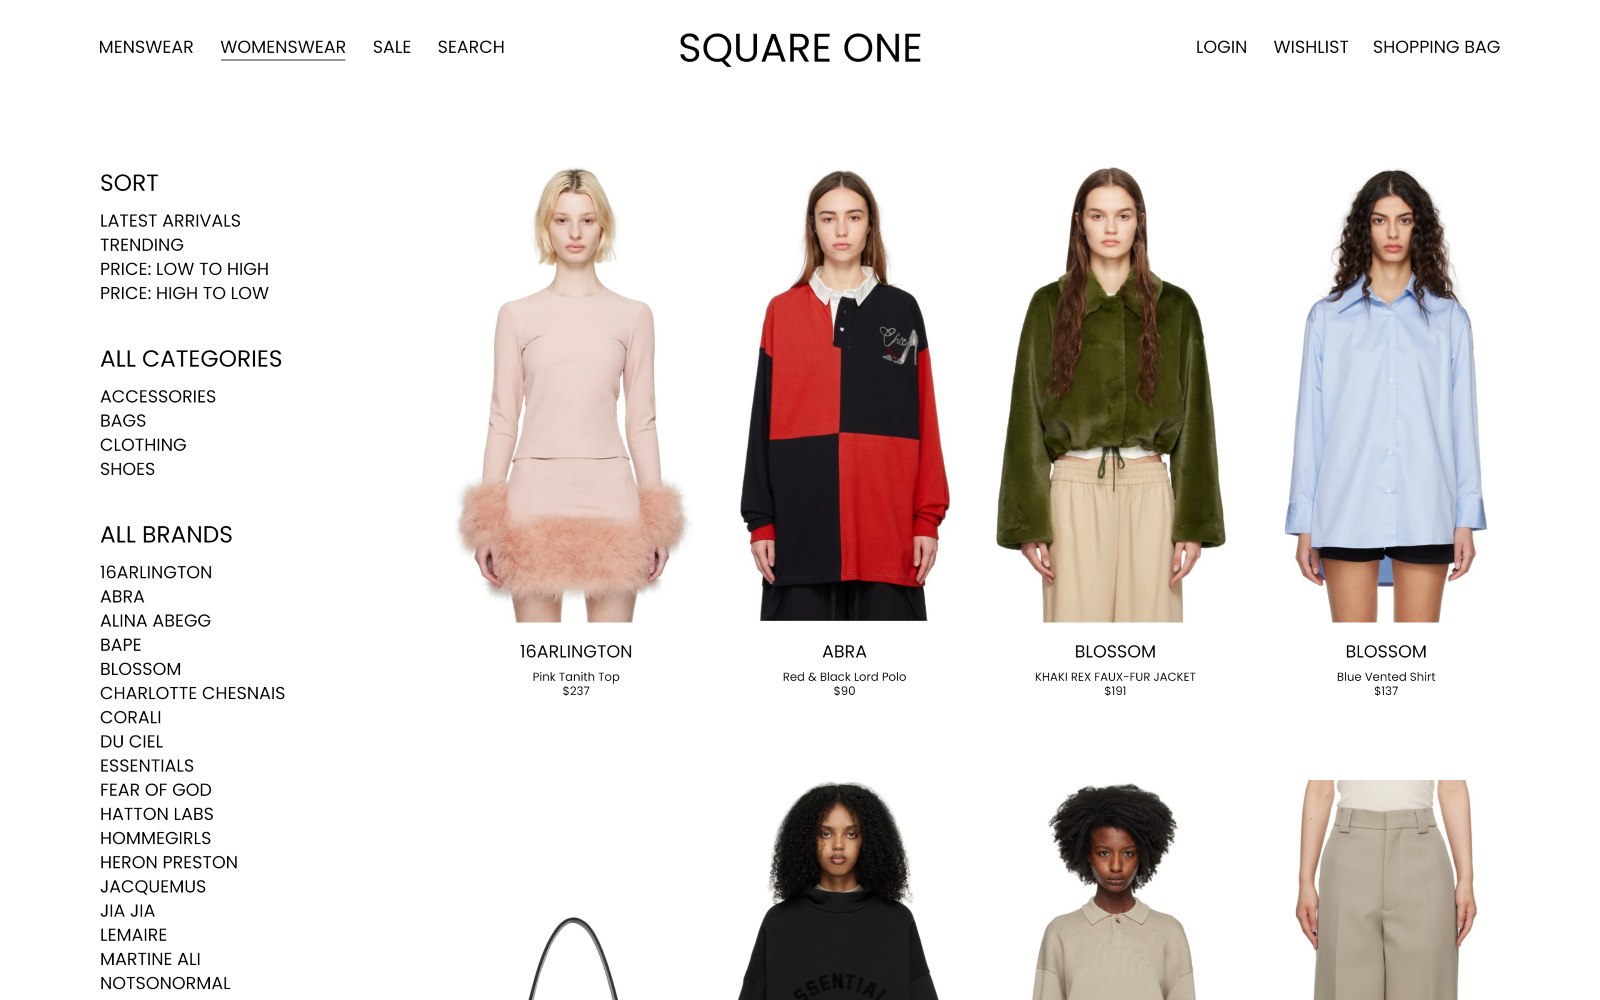 MENSWEAR WOMENSWEAR SALE SEARCH
SQUARE ONE
LOGIN WISHLIST SHOPPING BAG
SORT
LATEST ARRIVALS
TRENDING
PRICE: LOW TO HIGH
PRICE: HIGH TO LOW
ALL CATEGORIES
ACCESSORIES
BAGS
CLOTHING
SHOES
ALL BRANDS
16ARLINGTON
ABRA
ALINA ABEGG
BAPE
BLOSSOM
CHARLOTTE CHESNAIS
CORALI
DU CIEL
ESSENTIALS
FEAR OF GOD
HATTON LABS
HOMMEGIRLS
HERON PRESTON
JACQUEMUS
JIA JIA
LEMAIRE
MARTINE ALI
NOTSONORMAL
Chic
16ARLINGTON
Pink Tanith Top
$237
ABRA
Red & Black Lord Polo
$90
BLOSSOM
KHAKI REX FAUX-FUR JACKET
$191
BLOSSOM
Blue Vented Shirt
$137